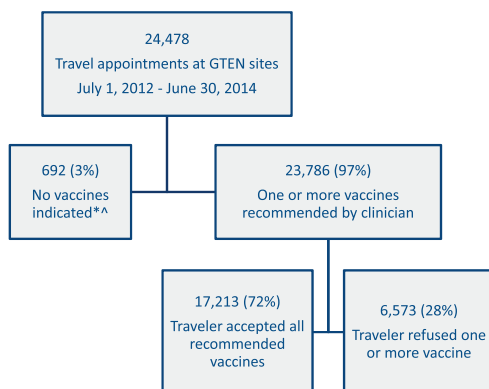 24,478
Travel appointments at GTEN sites
July 1, 2012 - June 30, 2014
692 (3%)
No vaccines
indicated*^
23,786 (97%)
One or more vaccines
recommended by clinician
17,213 (72%)
Traveler accepted all
recommended
vaccines
6,573 (28%)
Traveler refused one
or more vaccine